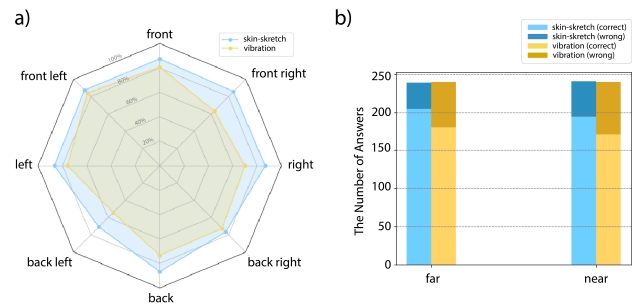 a)
front
skin-skretch
vibration
100%
80%
60%
40%
20%
front left
front right
left
right
back left
back right
back
b)
skin-skretch (correct)
skin-skretch (wrong)
vibration (correct)
vibration (wrong)
The Number of Answers
250
200
150
100
50
0
far
near